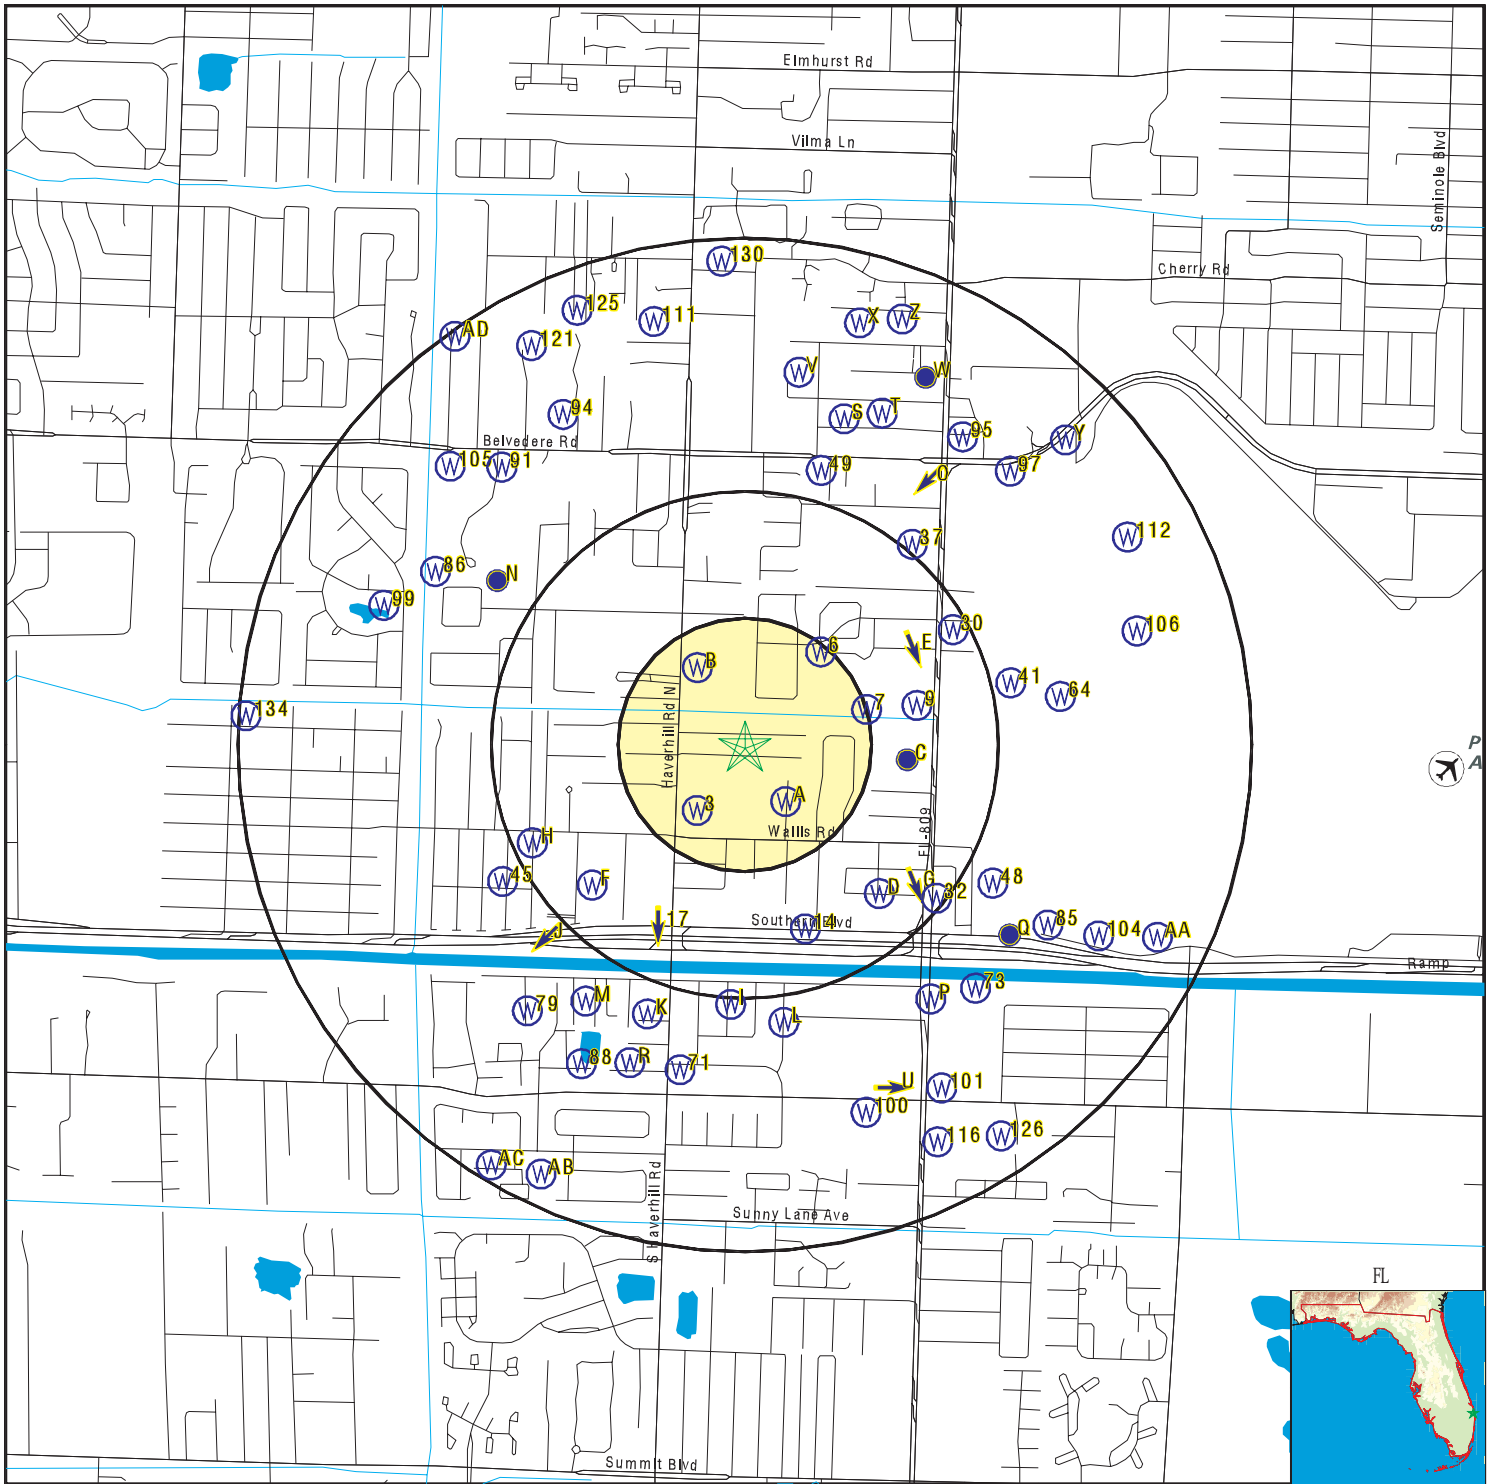 Elmhurst Rd
Vilma Ln
Seminole Blvd
Cherry Rd
W 130
W 125
W 111
W X
W Z
W AD
W 121
W V
W
W 94
W S
W T
W 95
W Y
Belvedere Rd
W 105
W 91
W 49
O
W 97
W 37
W 112
W 86
N
W 99
W 30
W 106
E
W 6
W B
W 41
W 64
Haverhill Rd N
W 7
W 9
W 134
C
P
A
W 3
W A
Wallis Rd
Fl-809
W H
W 45
W F
W D
G
W 32
W 48
17
Southern Blvd
W 14
J
Q
W 85
W 104
W AA
Ramp
W 73
W P
W 79
W M
W K
W I
W L
W 88
W R
W 71
U
W 101
W 100
W 116
W 126
W AC
W AB
S Haverhill Rd
Sunny Lane Ave
FL
Summit Blvd